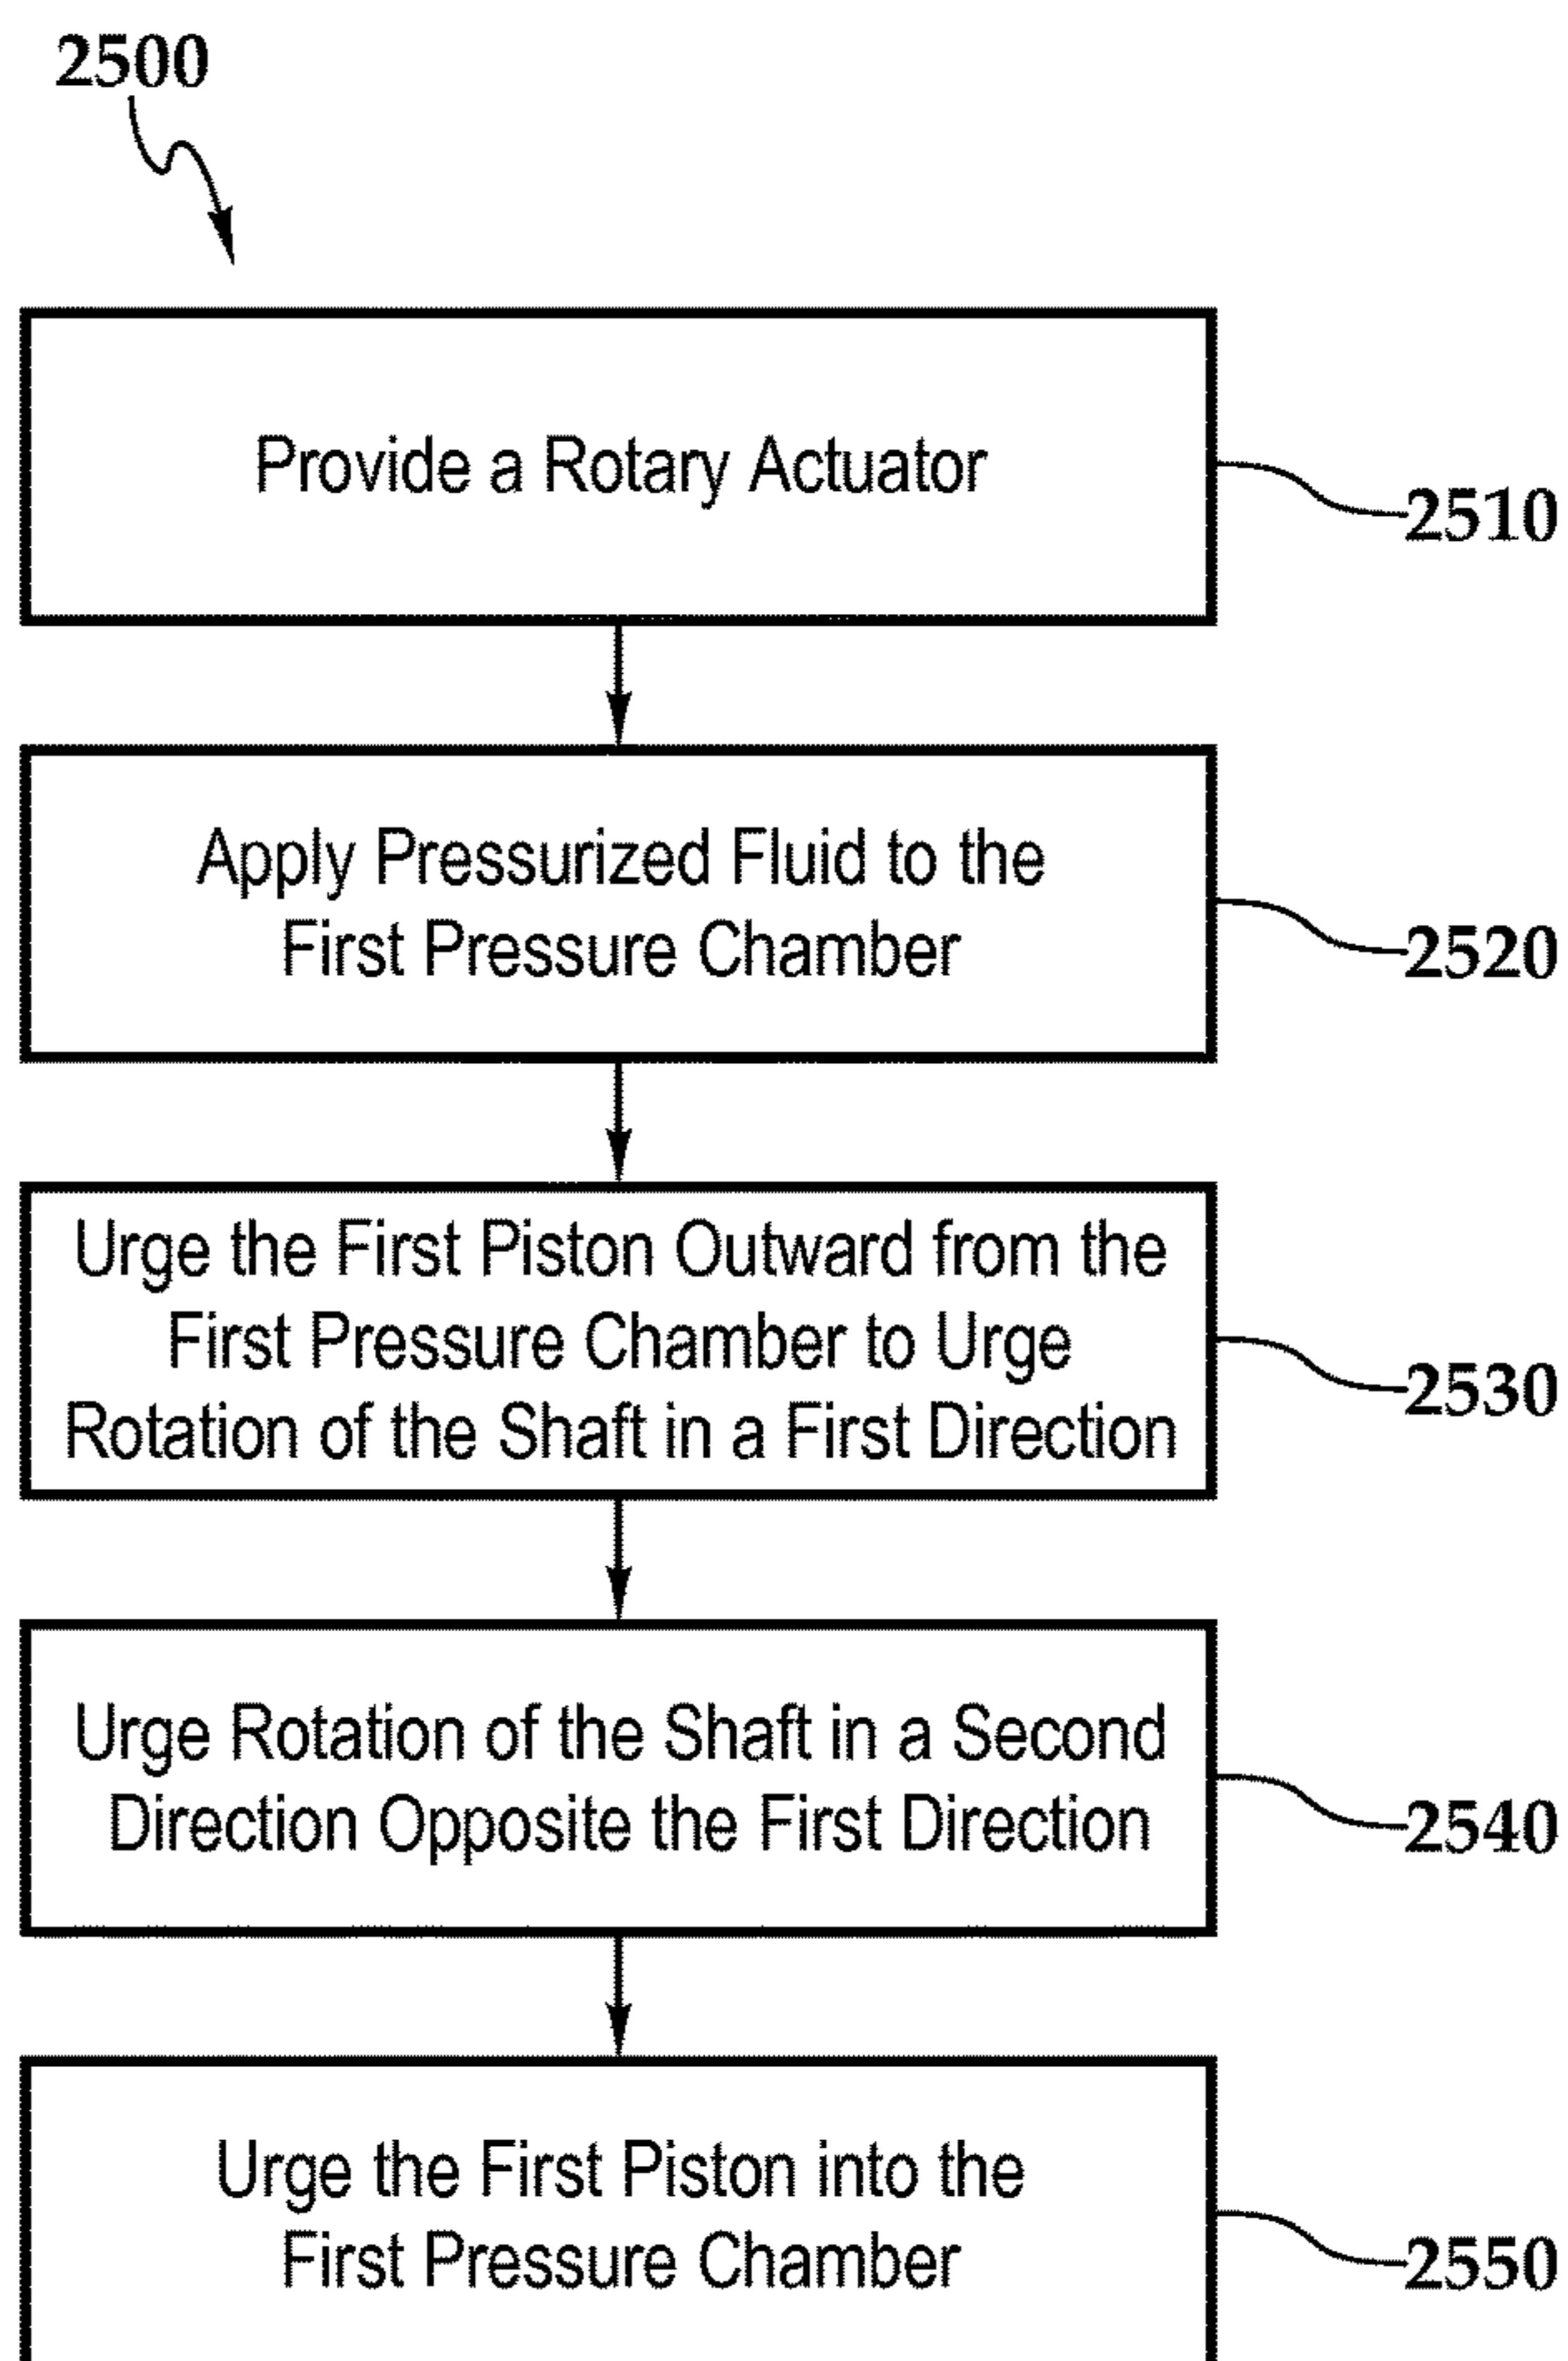 2500
Provide a Rotary Actuator
2510
Apply Pressurized Fluid to the
First Pressure Chamber
2520
Urge the First Piston Outward from the
First Pressure Chamber to Urge
Rotation of the Shaft in a First Direction
2530
Urge Rotation of the Shaft in a Second
Direction Opposite the First Direction
2540
Urge the First Piston into the
First Pressure Chamber
2550